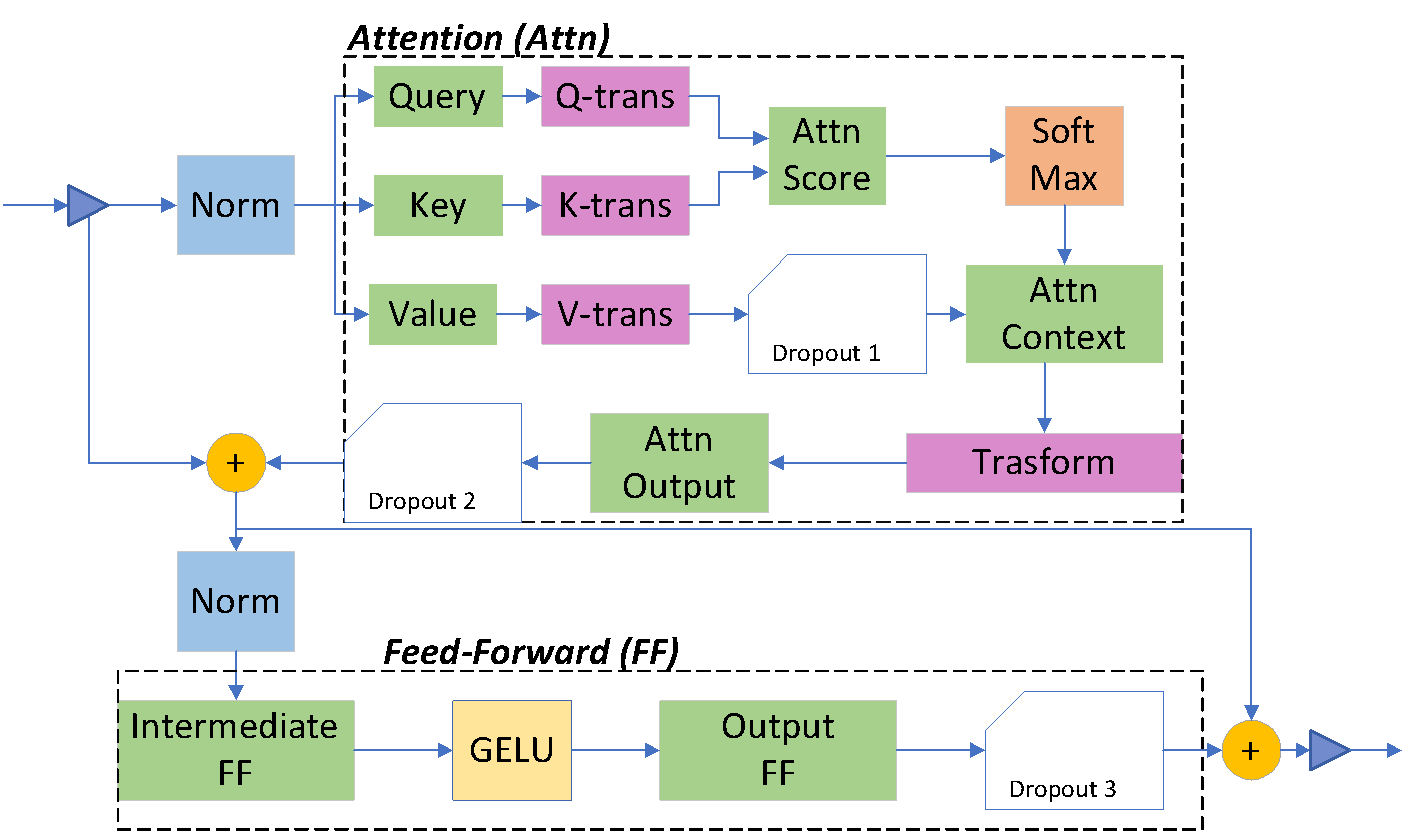 Attention (Attn)
Query
Q-trans
Attn
Score
Soft
Max
Norm
Key
K-trans
Value
V-trans
Dropout 1
Attn
Context
+
Dropout 2
Attn
Output
Trasform
Norm
Feed-Forward (FF)
Intermediate
FF
GELU
Output
FF
Dropout 3
+